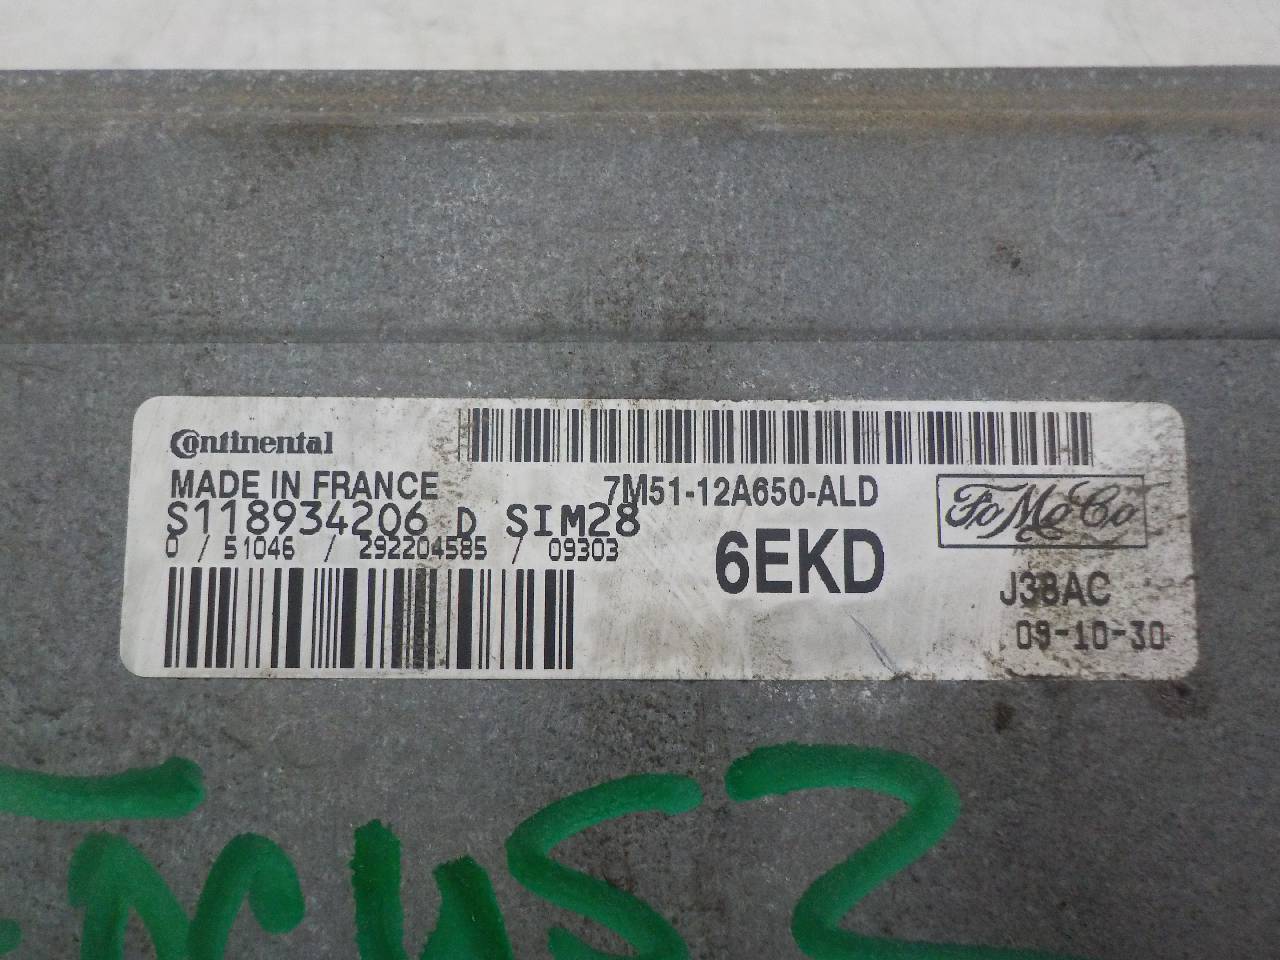 Continental
MADE IN FRANCE
7M51-12A650-ALD
FoMoCo
S118934206 D SIM28
0 / 51046 / 292204585 / 09303
6EKD
J38AC
09-10-30